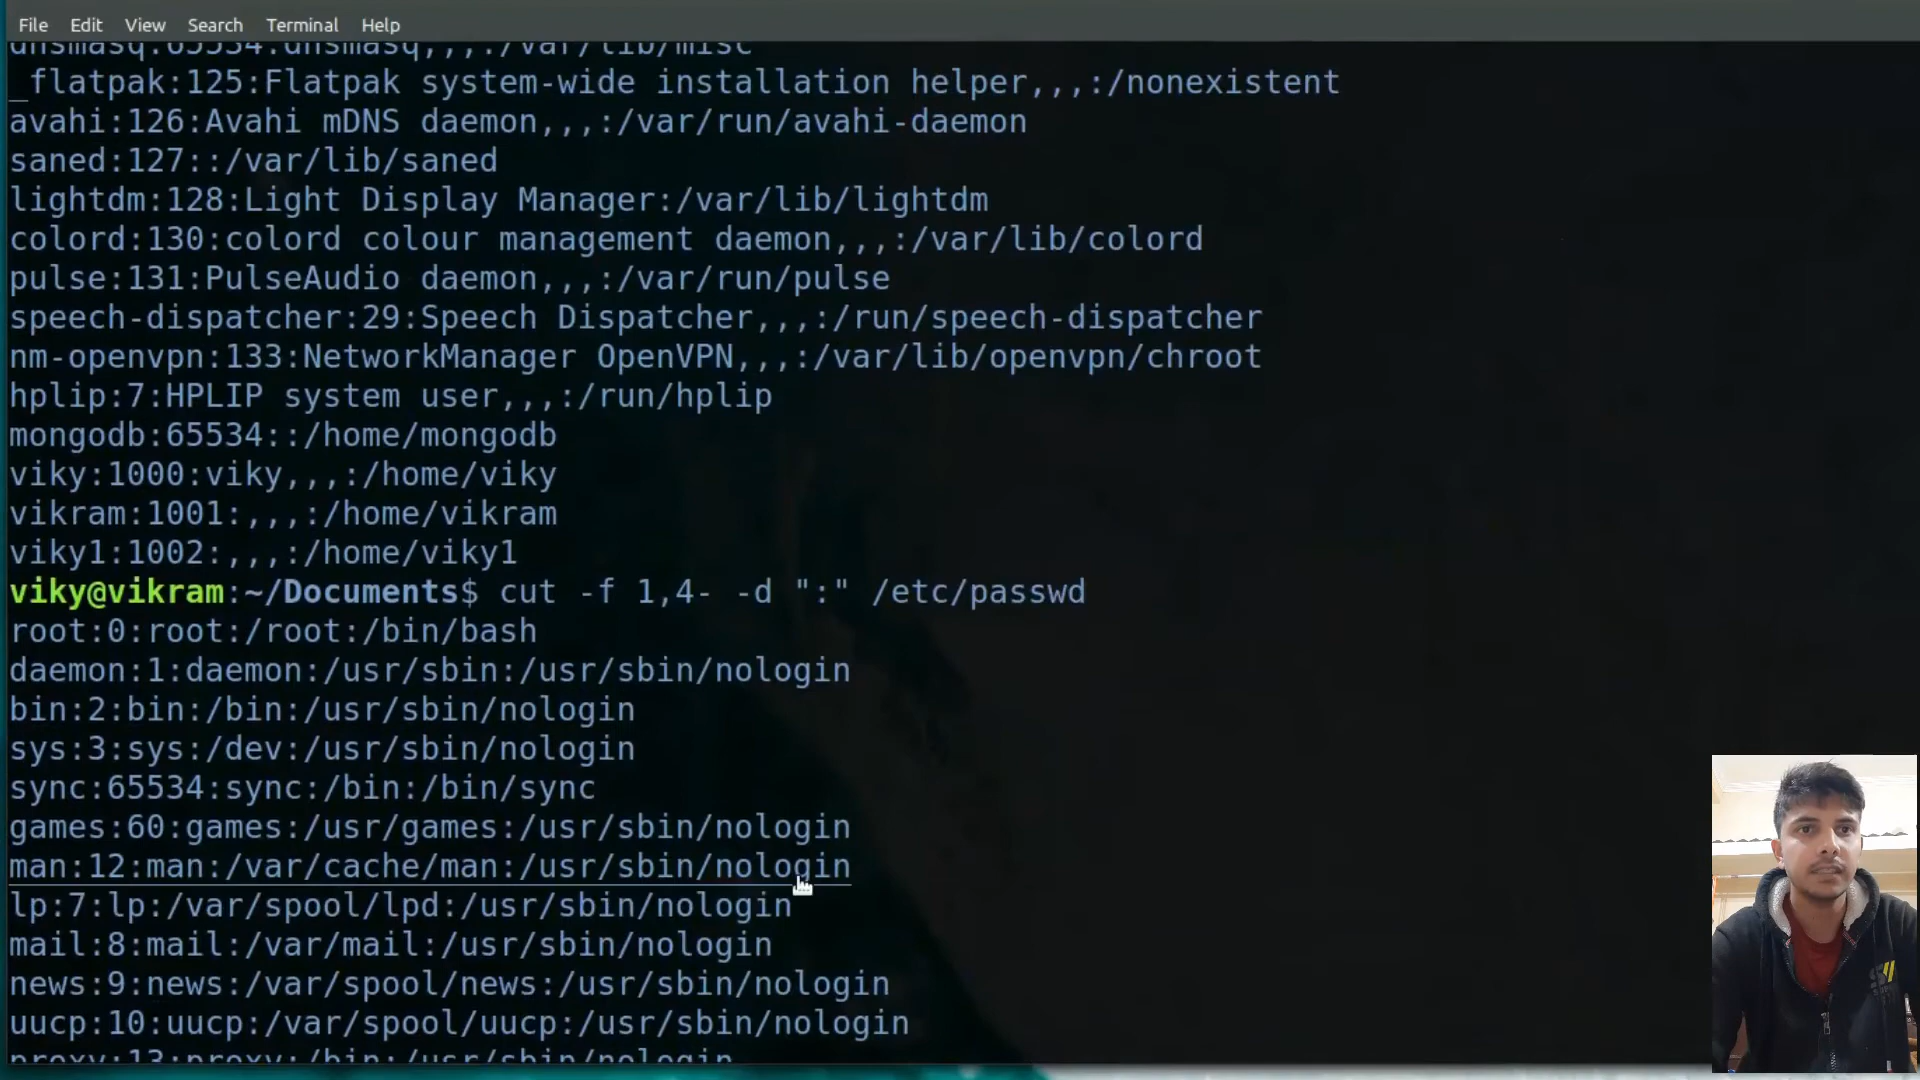 File Edit View Search Terminal Help
dnsmasq:65534:dnsmasq,,,:/var/lib/misc
_flatpak:125:Flatpak system-wide installation helper,,,:/nonexistent
avahi:126:Avahi mDNS daemon,,,:/var/run/avahi-daemon
saned:127::/var/lib/saned
lightdm:128:Light Display Manager:/var/lib/lightdm
colord:130:colord colour management daemon,,,:/var/lib/colord
pulse:131:PulseAudio daemon,,,:/var/run/pulse
speech-dispatcher:29:Speech Dispatcher,,,:/run/speech-dispatcher
nm-openvpn:133:NetworkManager OpenVPN,,,:/var/lib/openvpn/chroot
hplip:7:HPLIP system user,,,:/run/hplip
mongodb:65534::/home/mongodb
viky:1000:viky,,,:/home/viky
vikram:1001:,,,:/home/vikram
viky1:1002:,,,:/home/viky1
viky@vikram:~/Documents$ cut -f 1,4- -d ":" /etc/passwd
root:0:root:/root:/bin/bash
daemon:1:daemon:/usr/sbin:/usr/sbin/nologin
bin:2:bin:/bin:/usr/sbin/nologin
sys:3:sys:/dev:/usr/sbin/nologin
sync:65534:sync:/bin:/bin/sync
games:60:games:/usr/games:/usr/sbin/nologin
man:12:man:/var/cache/man:/usr/sbin/nologin
lp:7:lp:/var/spool/lpd:/usr/sbin/nologin
mail:8:mail:/var/mail:/usr/sbin/nologin
news:9:news:/var/spool/news:/usr/sbin/nologin
uucp:10:uucp:/var/spool/uucp:/usr/sbin/nologin
proxy:13:proxy:/bin:/usr/sbin/nologin